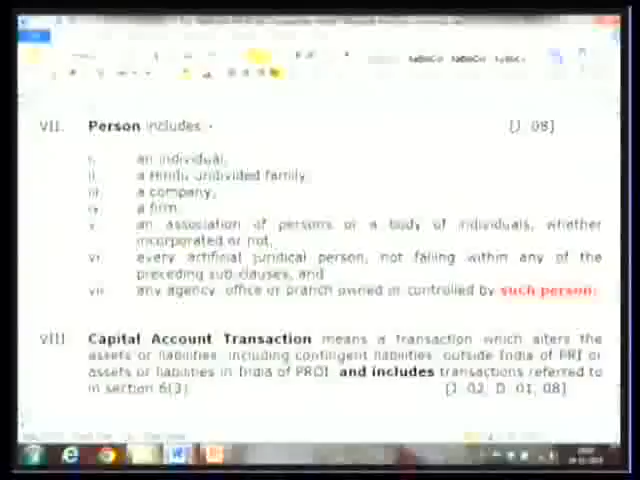 VII. Person includes - [J. 08]
i. an individual,
ii. a Hindu undivided family,
iii. a company,
iv. a firm,
v. an association of persons or a body of individuals, whether
incorporated or not,
vi. every artificial juridical person, not falling within any of the
preceding sub clauses, and
vii. any agency, office or branch owned or controlled by such person.
VIII. Capital Account Transaction means a transaction which alters the
assets or liabilities, including contingent liabilities, outside India of PRI or
assets or liabilities in India of PROI, and includes transactions referred to
in section 6(3) [J. 02, D. 01, 08]